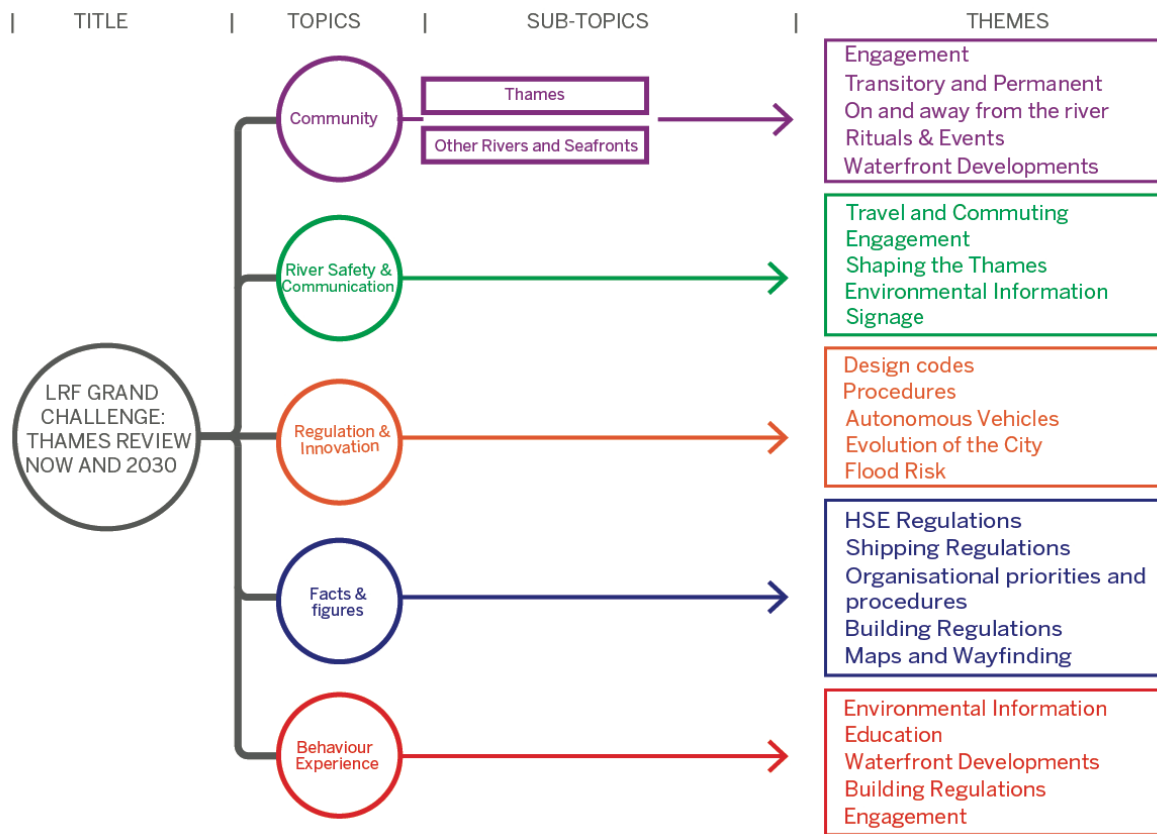 TITLE
TOPICS
SUB-TOPICS
THEMES
LRF GRAND
CHALLENGE:
THAMES REVIEW
NOW AND 2030
Community
Thames
Other Rivers and Seafronts
Engagement
Transitory and Permanent
On and away from the river
Rituals & Events
Waterfront Developments
River Safety &
Communication
Travel and Commuting
Engagement
Shaping the Thames
Environmental Information
Signage
Regulation &
Innovation
Design codes
Procedures
Autonomous Vehicles
Evolution of the City
Flood Risk
Facts &
figures
HSE Regulations
Shipping Regulations
Organisational priorities and
procedures
Building Regulations
Maps and Wayfinding
Behaviour
Experience
Environmental Information
Education
Waterfront Developments
Building Regulations
Engagement